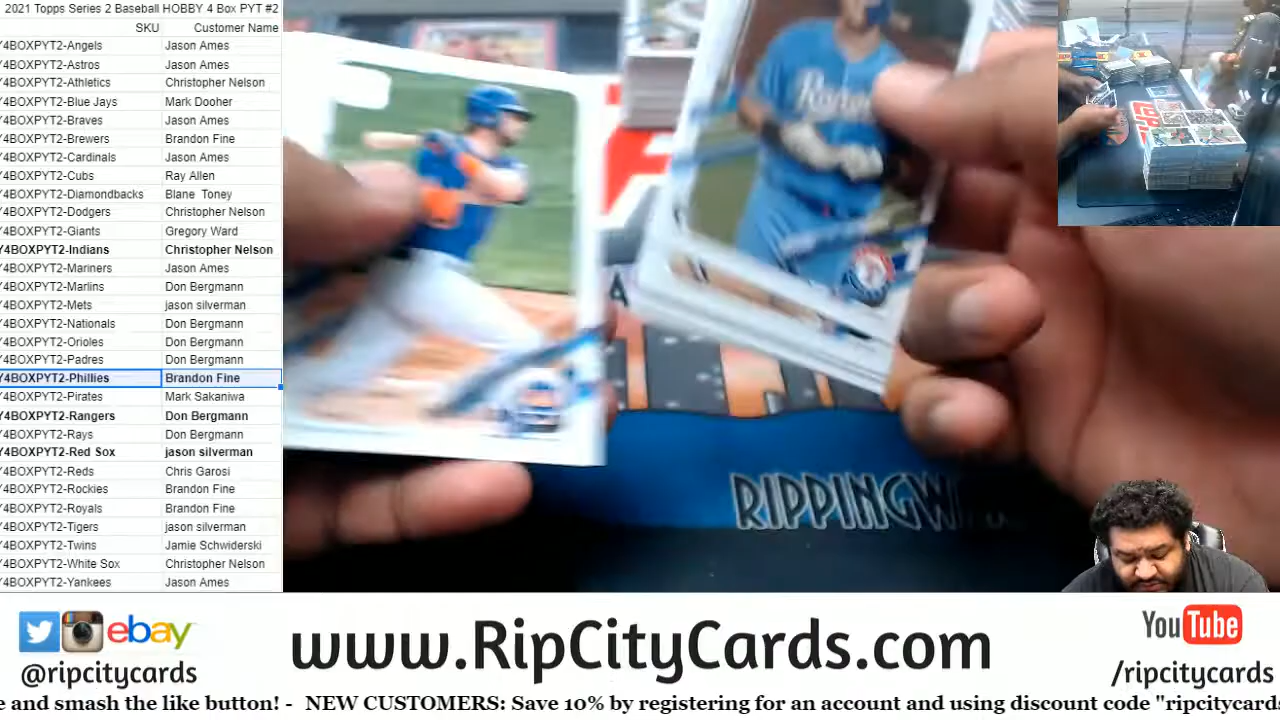 2021 Topps Series 2 Baseball HOBBY 4 Box PYT #2
SKU Customer Name
Y4BOXPYT2-Angels Jason Ames
Y4BOXPYT2-Astros Jason Ames
Y4BOXPYT2-Athletics Christopher Nelson
Y4BOXPYT2-Blue Jays Mark Dooher
Y4BOXPYT2-Braves Jason Ames
Y4BOXPYT2-Brewers Brandon Fine
Y4BOXPYT2-Cardinals Jason Ames
Y4BOXPYT2-Cubs Ray Allen
Y4BOXPYT2-Diamondbacks Blane Toney
Y4BOXPYT2-Dodgers Christopher Nelson
Y4BOXPYT2-Giants Gregory Ward
Y4BOXPYT2-Indians Christopher Nelson
Y4BOXPYT2-Mariners Jason Ames
Y4BOXPYT2-Marlins Don Bergmann
Y4BOXPYT2-Mets jason silverman
Y4BOXPYT2-Nationals Don Bergmann
Y4BOXPYT2-Orioles Don Bergmann
Y4BOXPYT2-Padres Don Bergmann
Y4BOXPYT2-Phillies Brandon Fine
Y4BOXPYT2-Pirates Mark Sakaniwa
Y4BOXPYT2-Rangers Don Bergmann
Y4BOXPYT2-Rays Don Bergmann
Y4BOXPYT2-Red Sox jason silverman
Y4BOXPYT2-Reds Chris Garosi
Y4BOXPYT2-Rockies Brandon Fine
Y4BOXPYT2-Royals Brandon Fine
Y4BOXPYT2-Tigers jason silverman
Y4BOXPYT2-Twins Jamie Schwiderski
Y4BOXPYT2-White Sox Christopher Nelson
Y4BOXPYT2-Yankees Jason Ames
RIPPINGW
ebay
@ripcitycards
www.RipCityCards.com
YouTube
/ripcitycards
e and smash the like button! - NEW CUSTOMERS: Save 10% by registering for an account and using discount code "ripcitycards